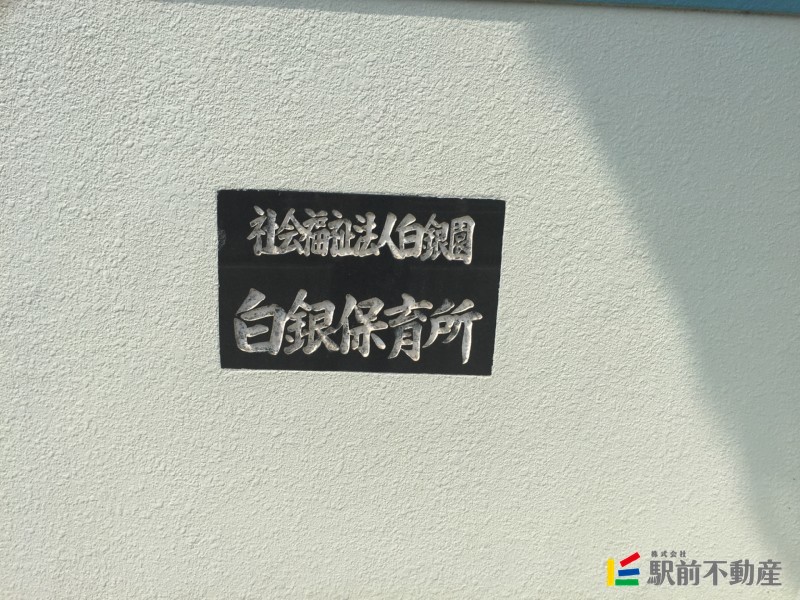 社会福祉法人白銀園
白銀保育所
株式会社
駅前不動産